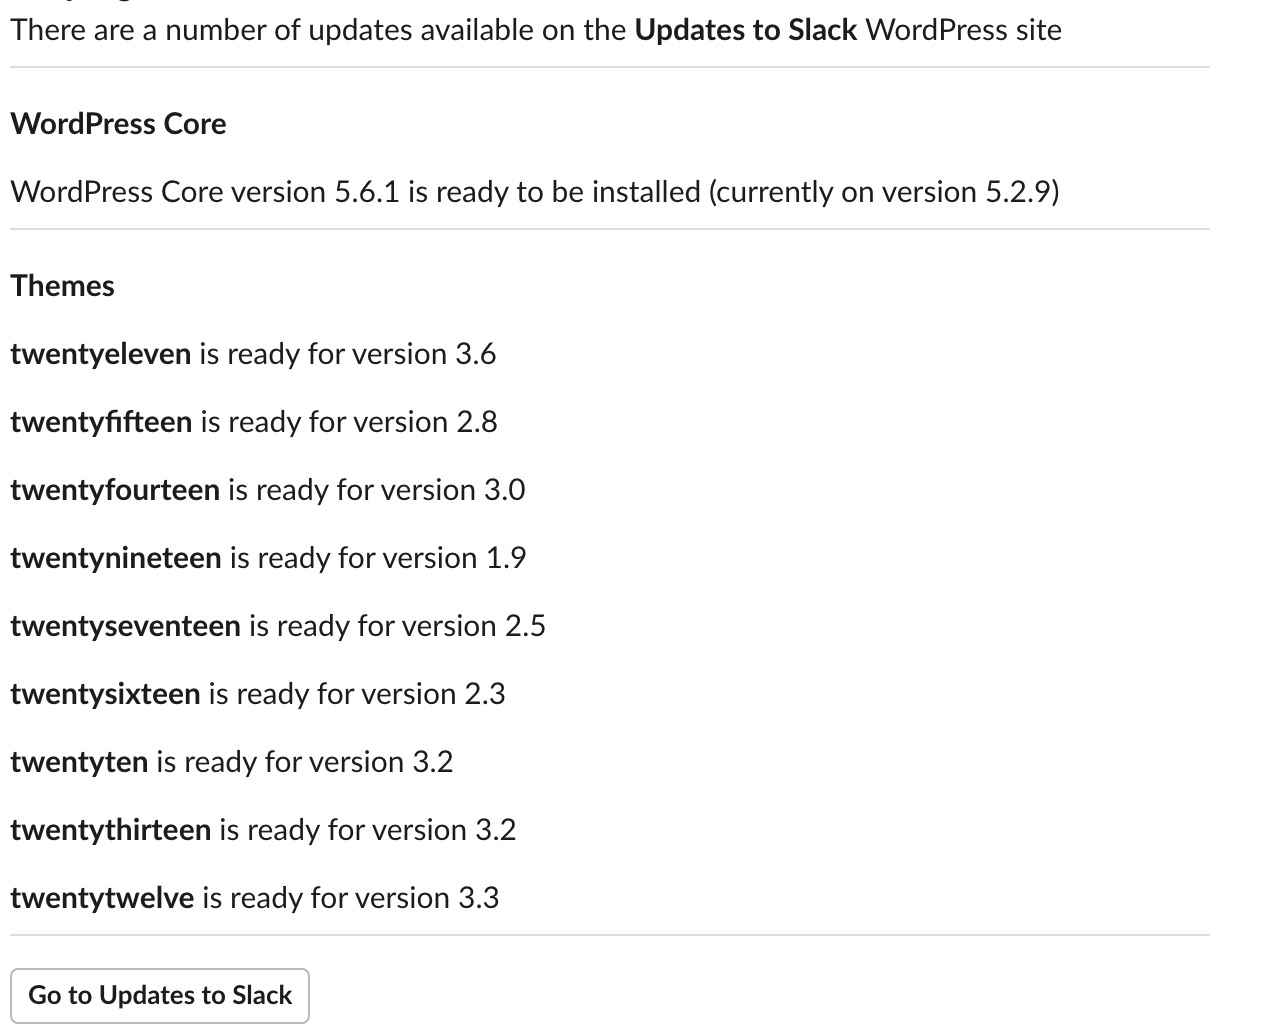 There are a number of updates available on the Updates to Slack WordPress site
WordPress Core
WordPress Core version 5.6.1 is ready to be installed (currently on version 5.2.9)
Themes
twentyeleven is ready for version 3.6
twentyfifteen is ready for version 2.8
twentyfourteen is ready for version 3.0
twentynineteen is ready for version 1.9
twentyseventeen is ready for version 2.5
twentysixteen is ready for version 2.3
twentyten is ready for version 3.2
twentythirteen is ready for version 3.2
twentytwelve is ready for version 3.3
Go to Updates to Slack